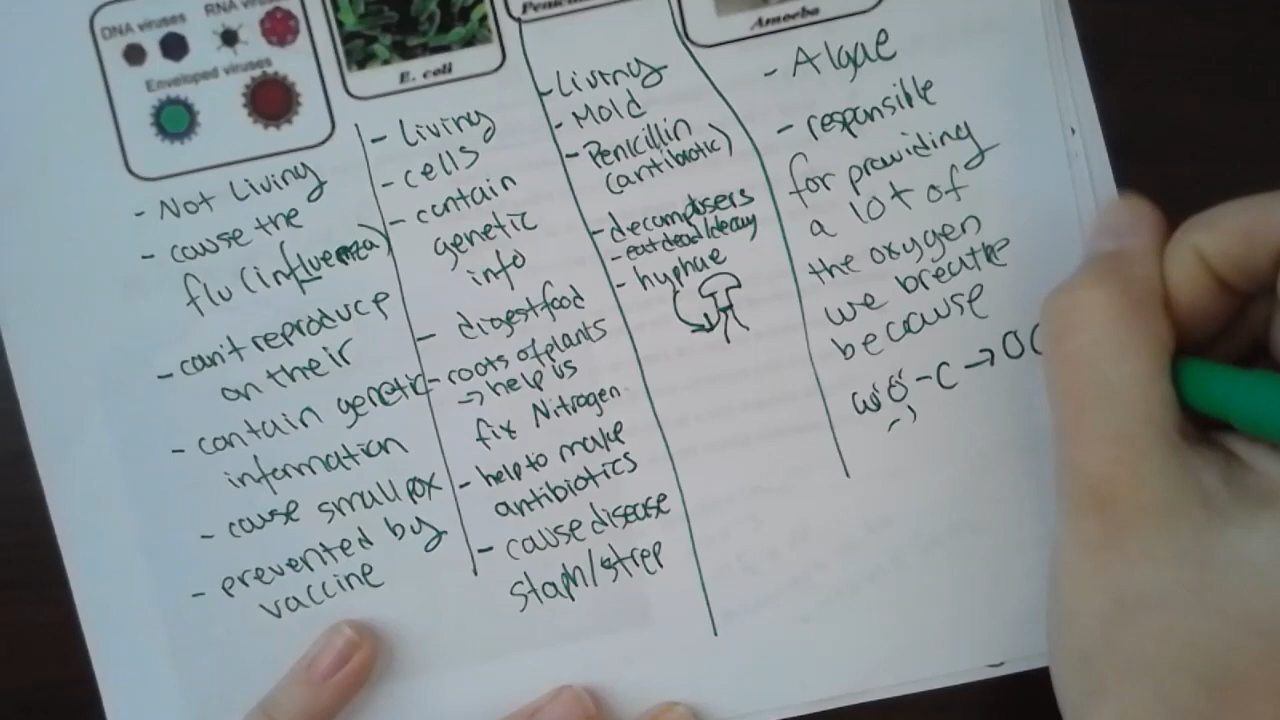 DNA viruses
RNA
Enveloped viruses
- Not Living
- cause the
flu (influenza)
- can't reproduce
on their
- contain genetic
information
- cause small pox
- prevented by
vaccine
E. coli
- Living
- cells
- contain
genetic
info
- digest food
- roots of plants
→ help us
fix Nitrogen
- help to make
antibiotics
- cause disease
staph/strep
- Living
- Mold
- Penicillin
(antibiotic)
- decomposers
- eat dead/decay
- hyphae
Amoeba
- Algae
- responsible
for providing
a lot of
the oxygen
we breathe
because